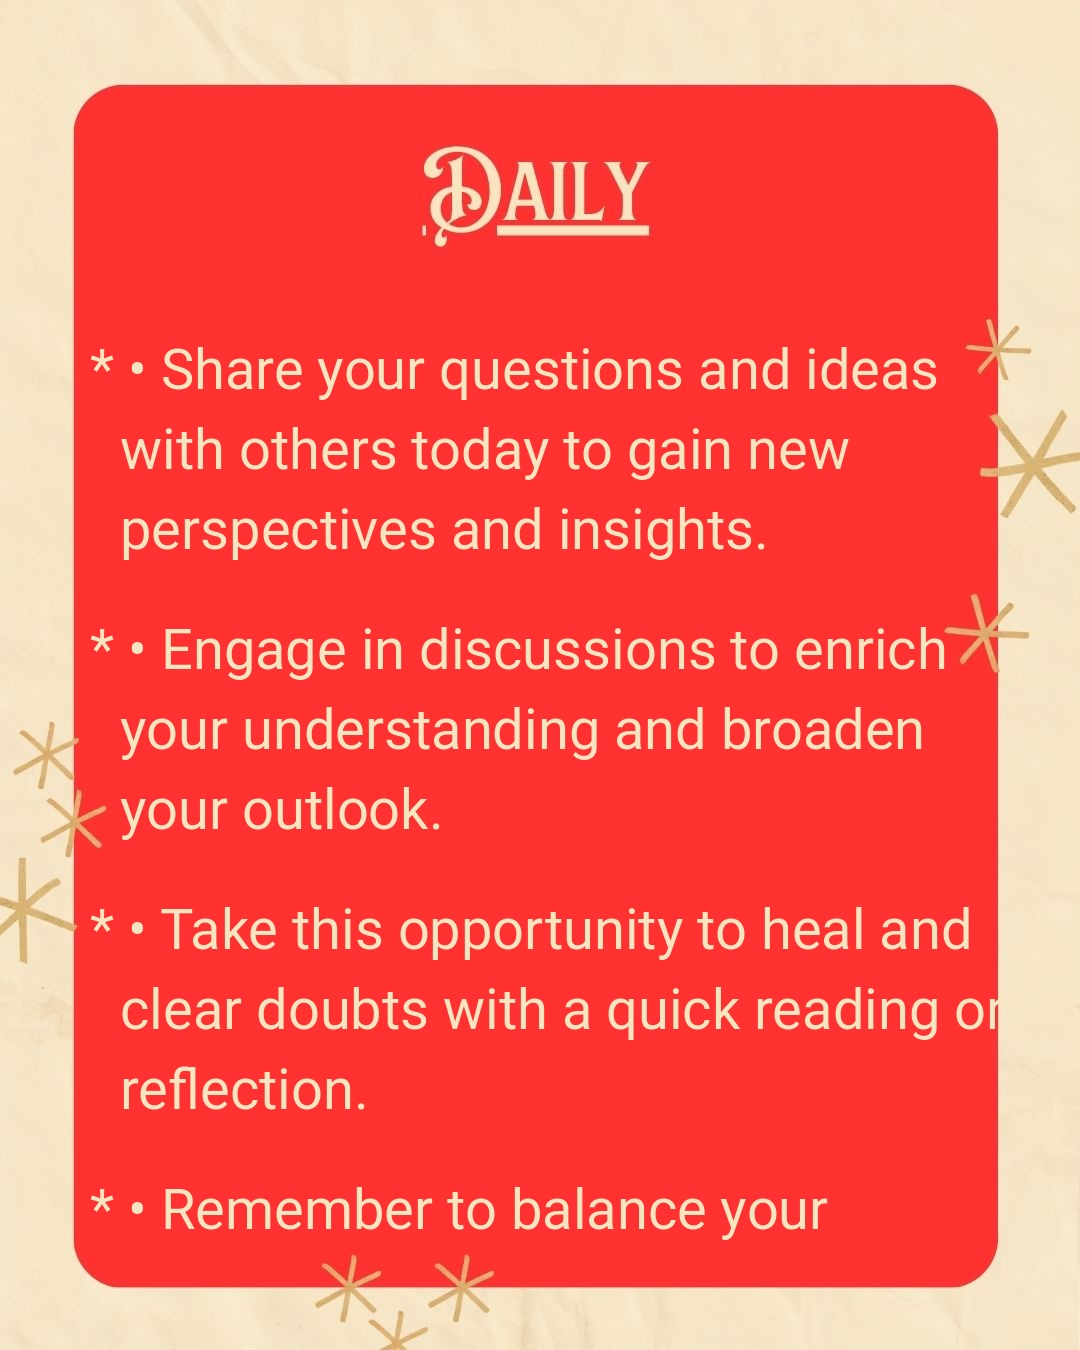 Daily
* • Share your questions and ideas
with others today to gain new
perspectives and insights.
* • Engage in discussions to enrich
your understanding and broaden
your outlook.
* • Take this opportunity to heal and
clear doubts with a quick reading or
reflection.
* • Remember to balance your